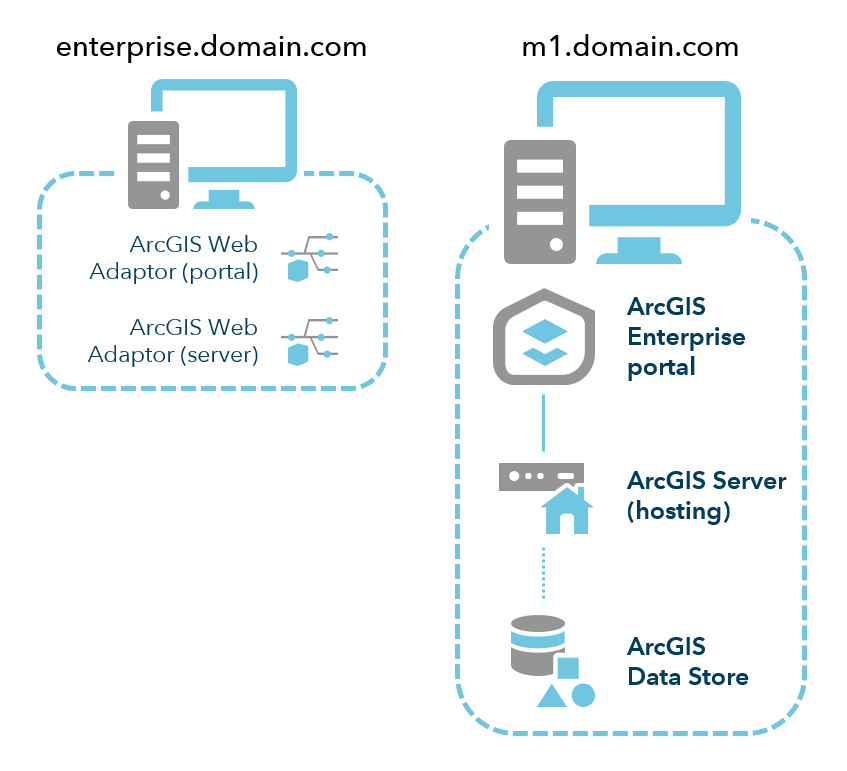 enterprise.domain.com
ArcGIS Web
Adaptor (portal)
ArcGIS Web
Adaptor (server)
m1.domain.com
ArcGIS
Enterprise
portal
ArcGIS Server
(hosting)
ArcGIS
Data Store